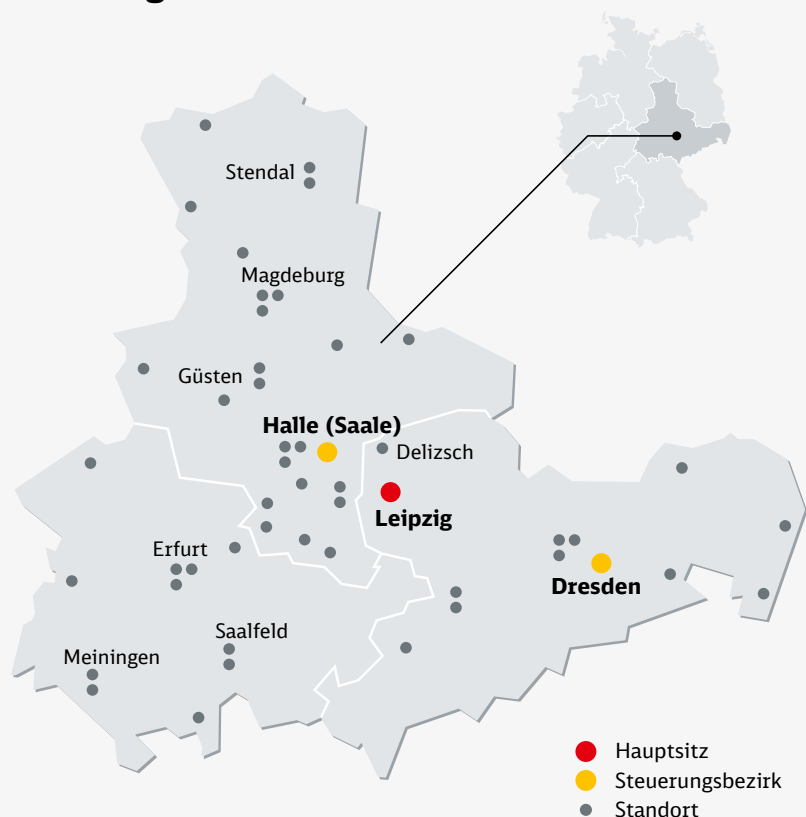 Stendal
Magdeburg
Güsten
Halle (Saale)
Delizsch
Leipzig
Erfurt
Dresden
Saalfeld
Meiningen
Hauptsitz
Steuerungsbezirk
Standort